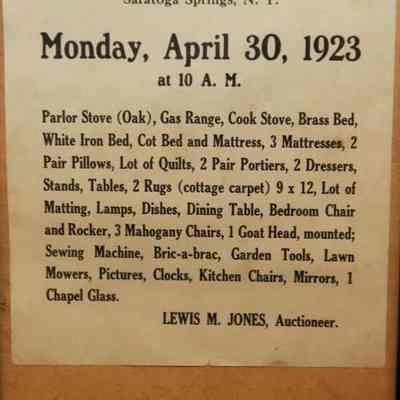 Saratoga Springs, N. Y.
Monday, April 30, 1923
at 10 A. M.
Parlor Stove (Oak), Gas Range, Cook Stove, Brass Bed,
White Iron Bed, Cot Bed and Mattress, 3 Mattresses, 2
Pair Pillows, Lot of Quilts, 2 Pair Portiers, 2 Dressers,
Stands, Tables, 2 Rugs (cottage carpet) 9 x 12, Lot of
Matting, Lamps, Dishes, Dining Table, Bedroom Chair
and Rocker, 3 Mahogany Chairs, 1 Goat Head, mounted;
Sewing Machine, Bric-a-brac, Garden Tools, Lawn
Mowers, Pictures, Clocks, Kitchen Chairs, Mirrors, 1
Chapel Glass.
LEWIS M. JONES, Auctioneer.